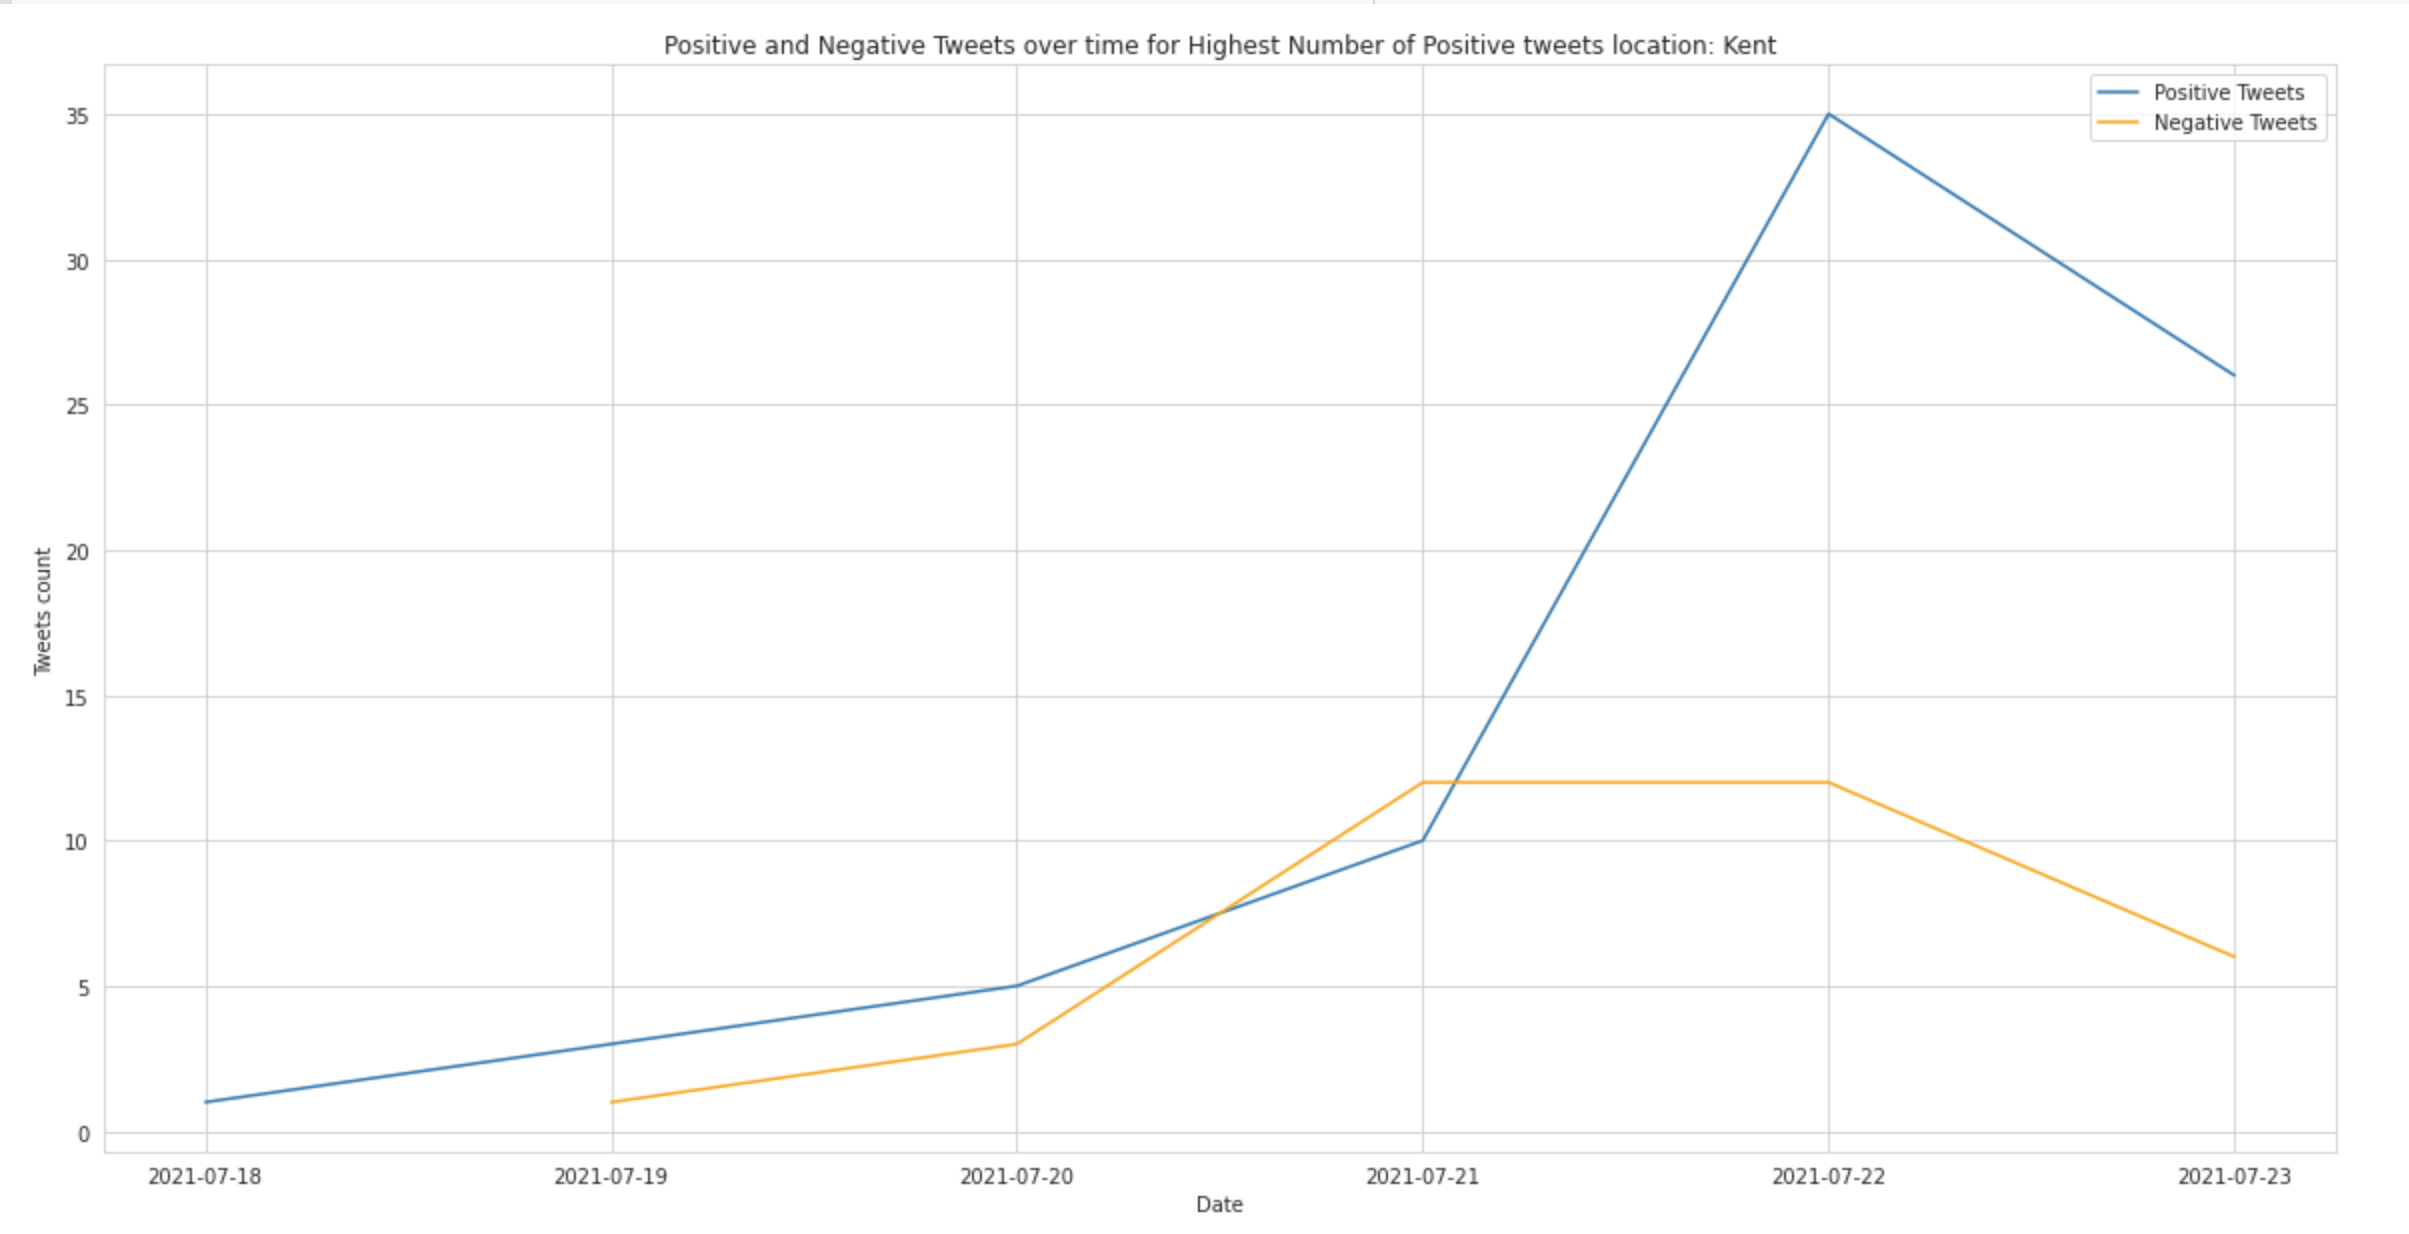 Positive and Negative Tweets over time for Highest Number of Positive tweets location: Kent
Positive Tweets
Negative Tweets
35
30
25
20
15
10
5
0
Tweets count
2021-07-18 2021-07-19 2021-07-20 2021-07-21 2021-07-22 2021-07-23
Date